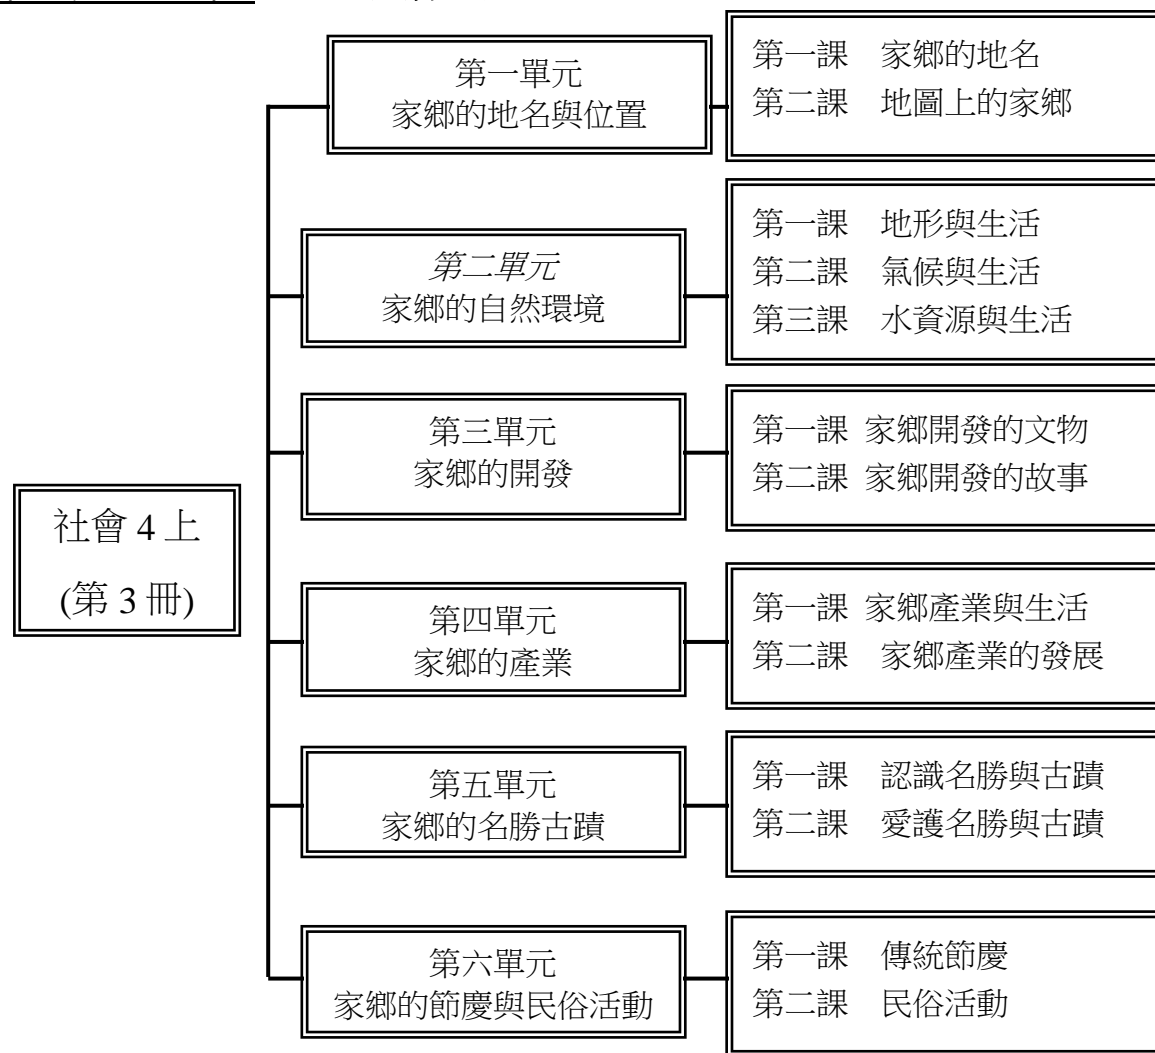 社會 4 上
(第 3 冊)
第一單元
家鄉的地名與位置
第一課　家鄉的地名
第二課　地圖上的家鄉
第二單元
家鄉的自然環境
第一課　地形與生活
第二課　氣候與生活
第三課　水資源與生活
第三單元
家鄉的開發
第一課 家鄉開發的文物
第二課 家鄉開發的故事
第四單元
家鄉的產業
第一課 家鄉產業與生活
第二課　家鄉產業的發展
第五單元
家鄉的名勝古蹟
第一課　認識名勝與古蹟
第二課　愛護名勝與古蹟
第六單元
家鄉的節慶與民俗活動
第一課　傳統節慶
第二課　民俗活動